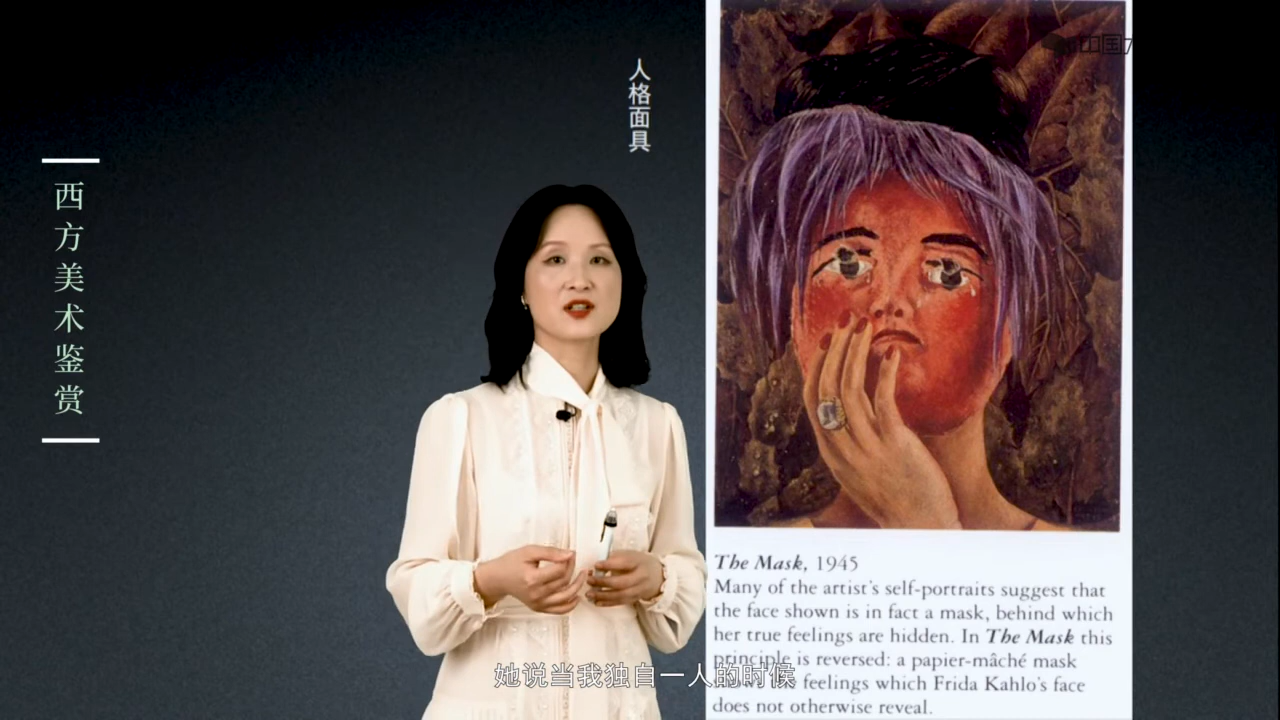 西方美术鉴赏
人格面具
中国大
The Mask, 1945
Many of the artist's self-portraits suggest that
the face shown is in fact a mask, behind which
her true feelings are hidden. In The Mask this
principle is reversed: a papier-mâché mask
feelings which Frida Kahlo's face
does not otherwise reveal.
她说当我独自一人的时候